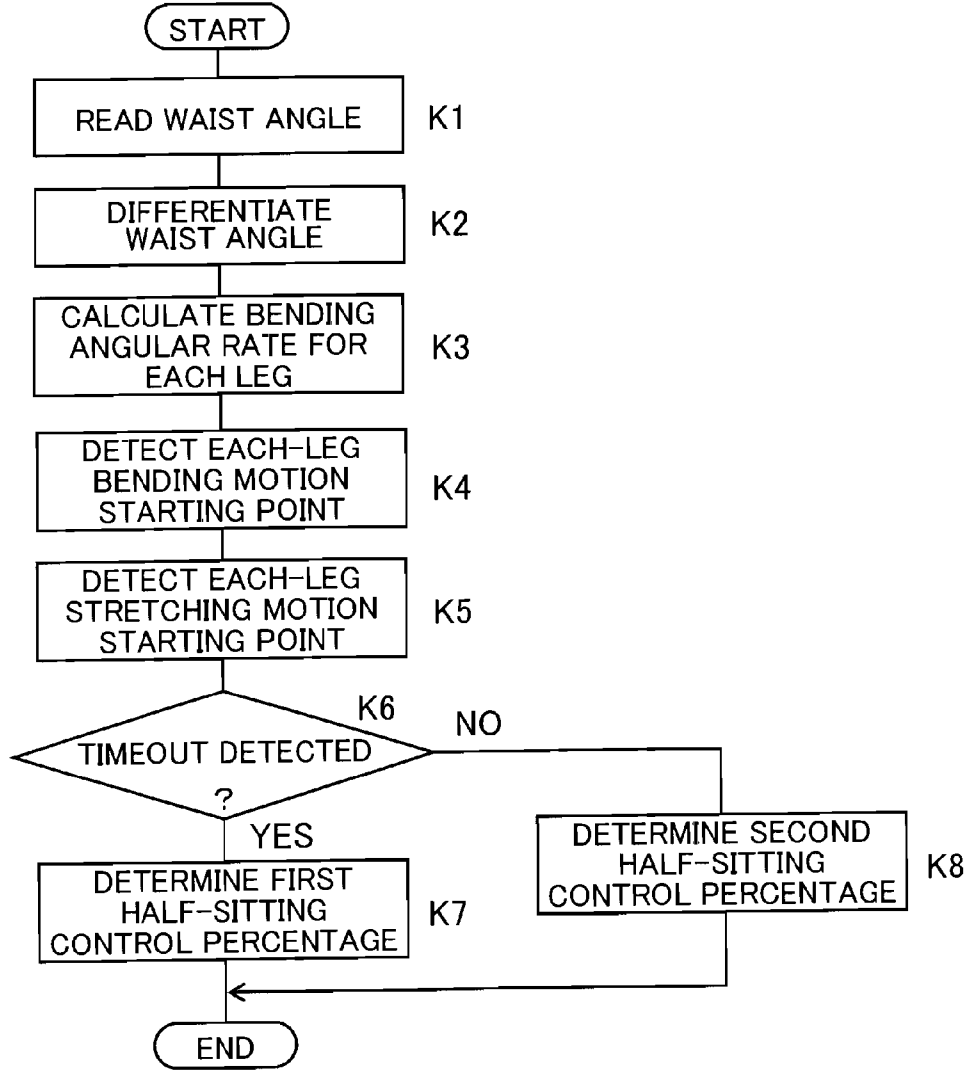 START
READ WAIST ANGLE
K1
DIFFERENTIATE
WAIST ANGLE
K2
CALCULATE BENDING
ANGULAR RATE FOR
EACH LEG
K3
DETECT EACH-LEG
BENDING MOTION
STARTING POINT
K4
DETECT EACH-LEG
STRETCHING MOTION
STARTING POINT
K5
K6
TIMEOUT DETECTED
?
NO
YES
DETERMINE FIRST
HALF-SITTING
CONTROL PERCENTAGE
K7
DETERMINE SECOND
HALF-SITTING
CONTROL PERCENTAGE
K8
END